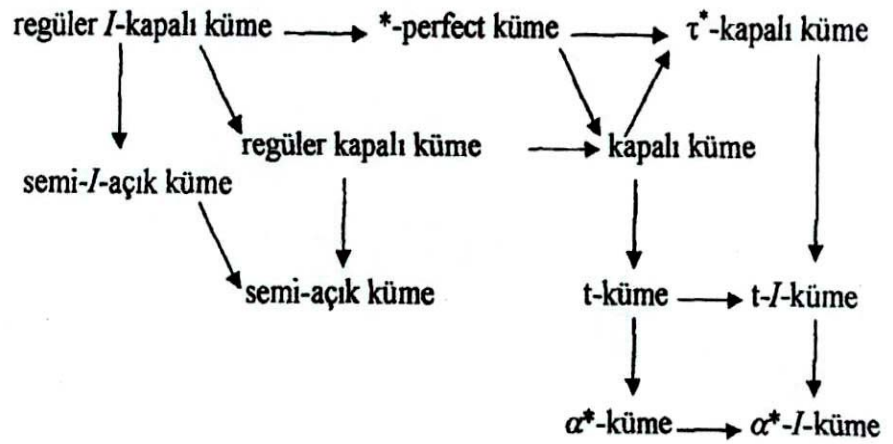 regüler I-kapalı küme *-perfect küme τ*-kapalı küme
regüler kapalı küme kapalı küme
semi-I-açık küme
semi-açık küme t-küme t-I-küme
α*-küme α*-I-küme